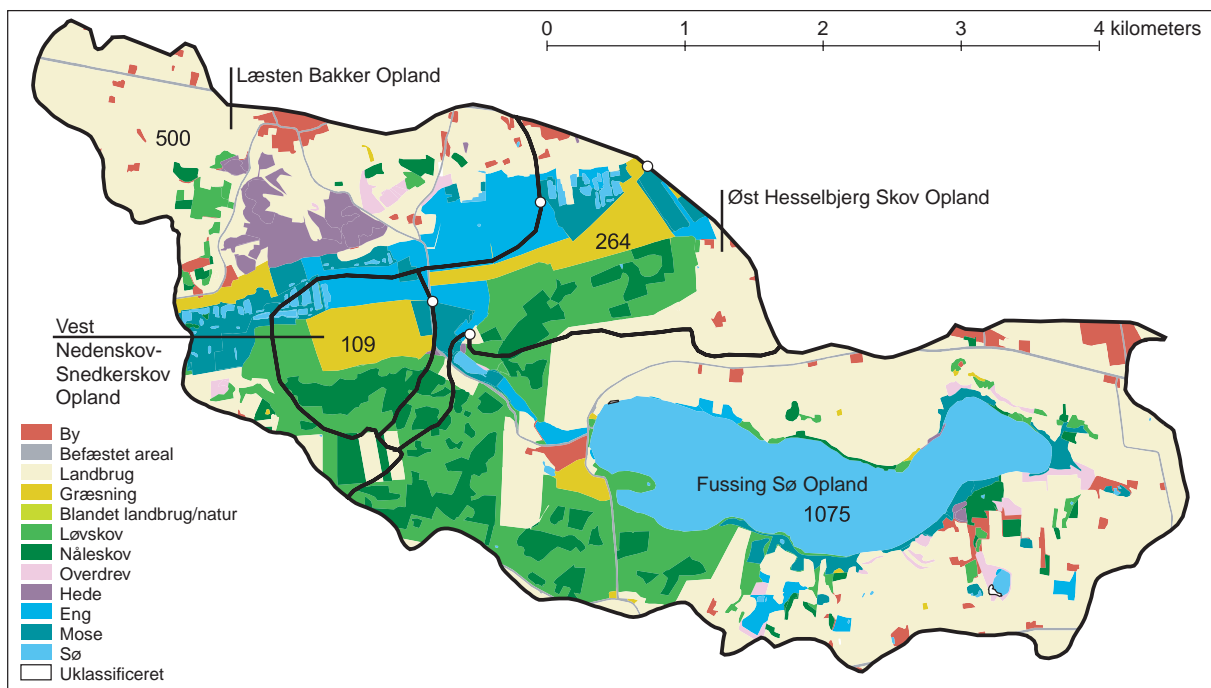 0 1 2 3 4 kilometers
Læsten Bakker Opland
500
Øst Hesselbjerg Skov Opland
264
Vest
Nedenskov-
Snedkerskov
Opland
109
Fussing Sø Opland
1075
By
Befæstet areal
Landbrug
Græsning
Blandet landbrug/natur
Løvskov
Nåleskov
Overdrev
Hede
Eng
Mose
Sø
Uklassificeret